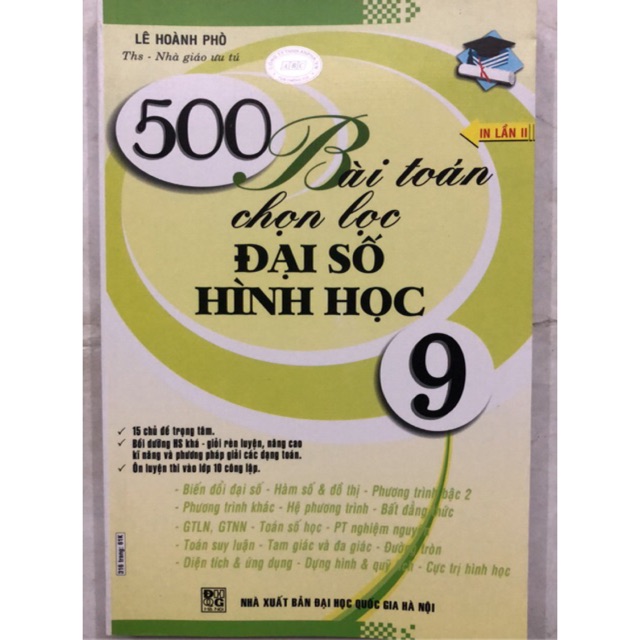 LÊ HOÀNH PHÒ
Ths - Nhà giáo ưu tú
IN LẦN II
500 Bài toán
chọn lọc
ĐẠI SỐ
HÌNH HỌC
9
✓ 15 chủ đề trọng tâm.
✓ Bồi dưỡng HS khá - giỏi rèn luyện, nâng cao
kĩ năng và phương pháp giải các dạng toán.
✓ Ôn luyện thi vào lớp 10 công lập.
- Biến đổi đại số - Hàm số & đồ thị - Phương trình bậc 2
- Phương trình khác - Hệ phương trình - Bất đẳng thức
- GTLN, GTNN - Toán số học - PT nghiệm nguyên
- Toán suy luận - Tam giác và đa giác - Đường tròn
- Diện tích & ứng dụng - Dựng hình & quỹ tích - Cực trị hình học
NHÀ XUẤT BẢN ĐẠI HỌC QUỐC GIA HÀ NỘI